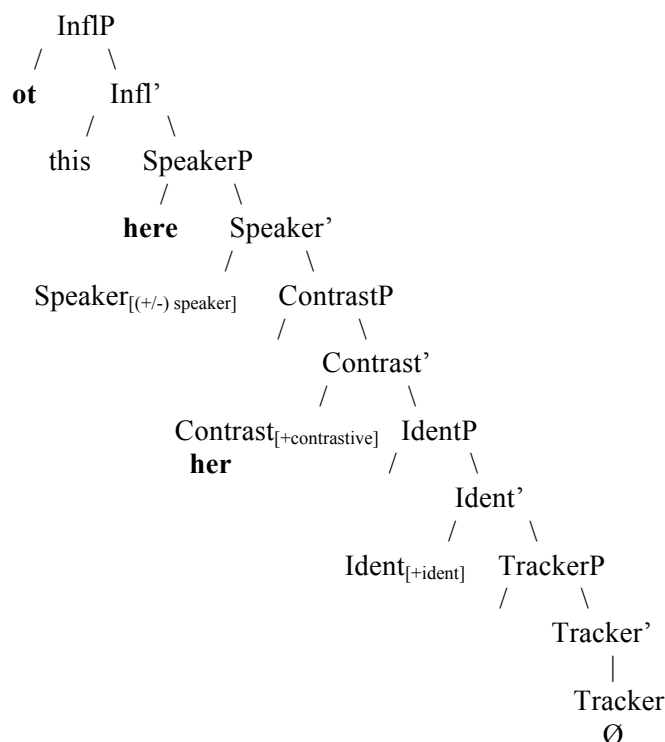 InflP
ot Infl’
this SpeakerP
here Speaker’
Speaker[(+/-) speaker] ContrastP
Contrast’
Contrast[+contrastive] IdentP
her
Ident’
Ident[+ident] TrackerP
Tracker’
Tracker
Ø